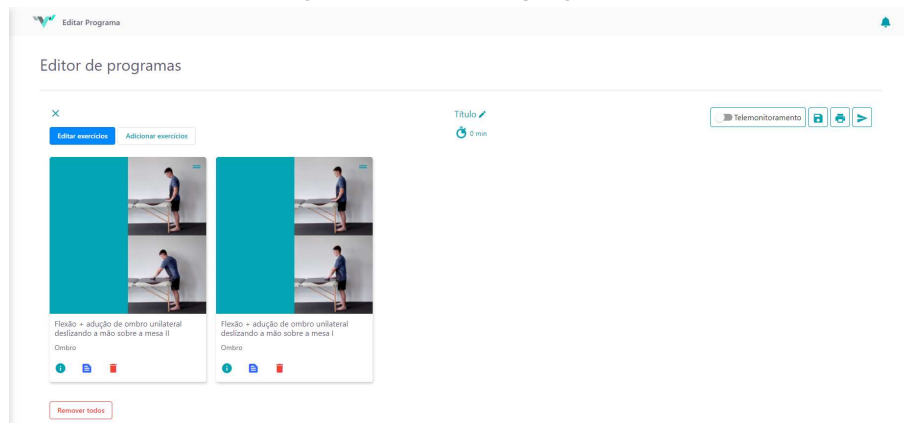 Editar Programa
Editor de programas
Título
Telemonitoramento
Editar exercícios
Adicionar exercícios
0 min
Flexão + adução de ombro unilateral
deslizando a mão sobre a mesa II
Ombro
Flexão + adução de ombro unilateral
deslizando a mão sobre a mesa I
Ombro
Remover todos